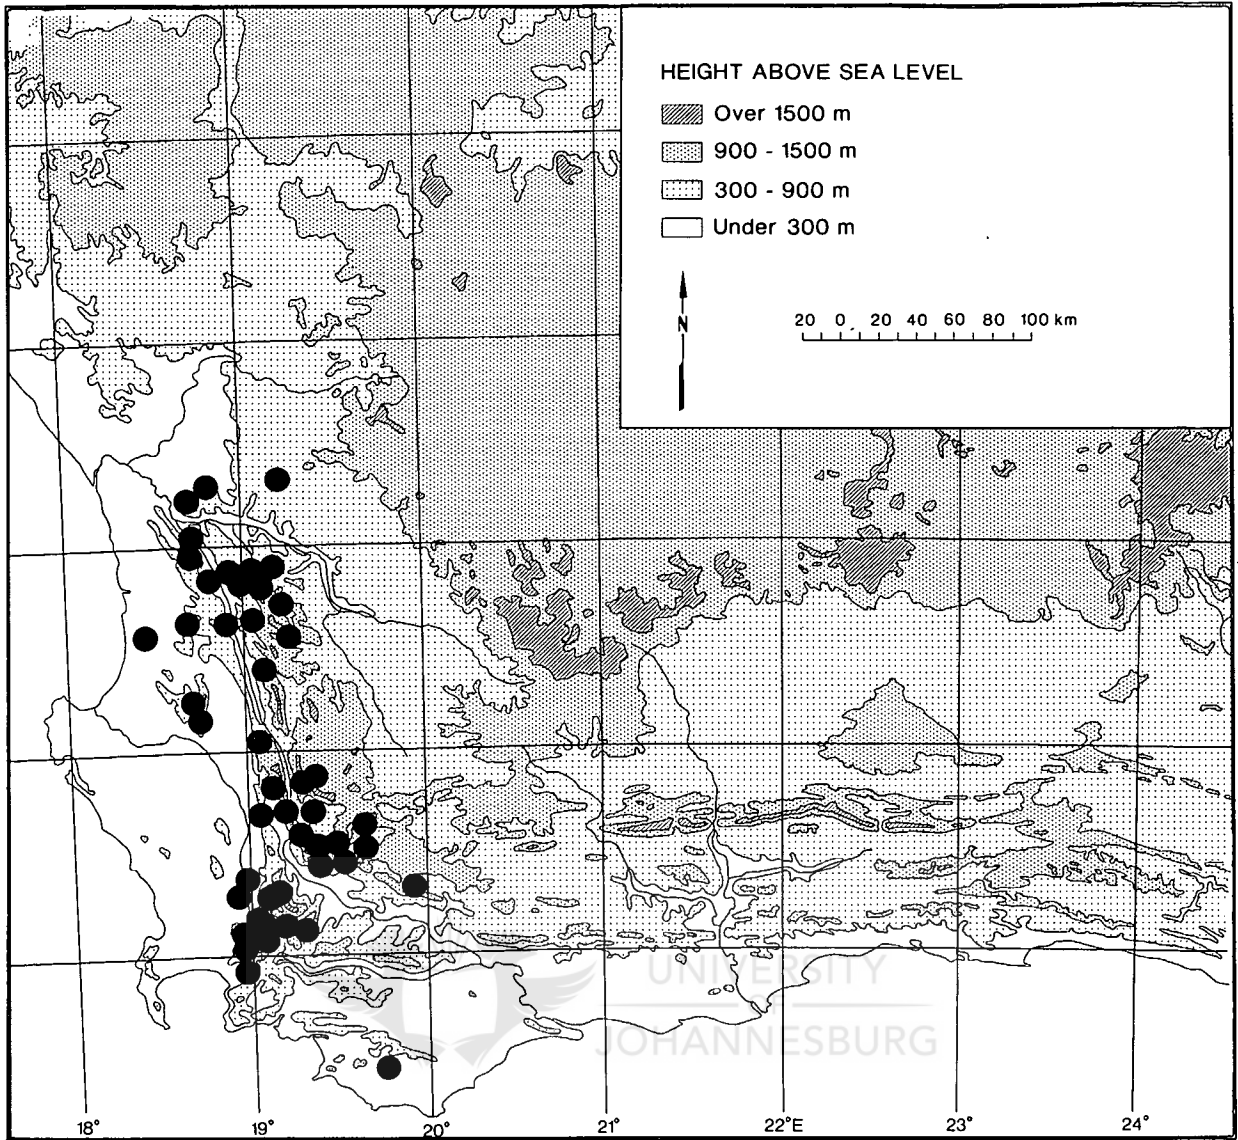 HEIGHT ABOVE SEA LEVEL
Over 1500 m
900 - 1500 m
300 - 900 m
Under 300 m
N
20 0 20 40 60 80 100 km
UNIVERSITY
JOHANNESBURG
18° 19° 20° 21° 22°E 23° 24°